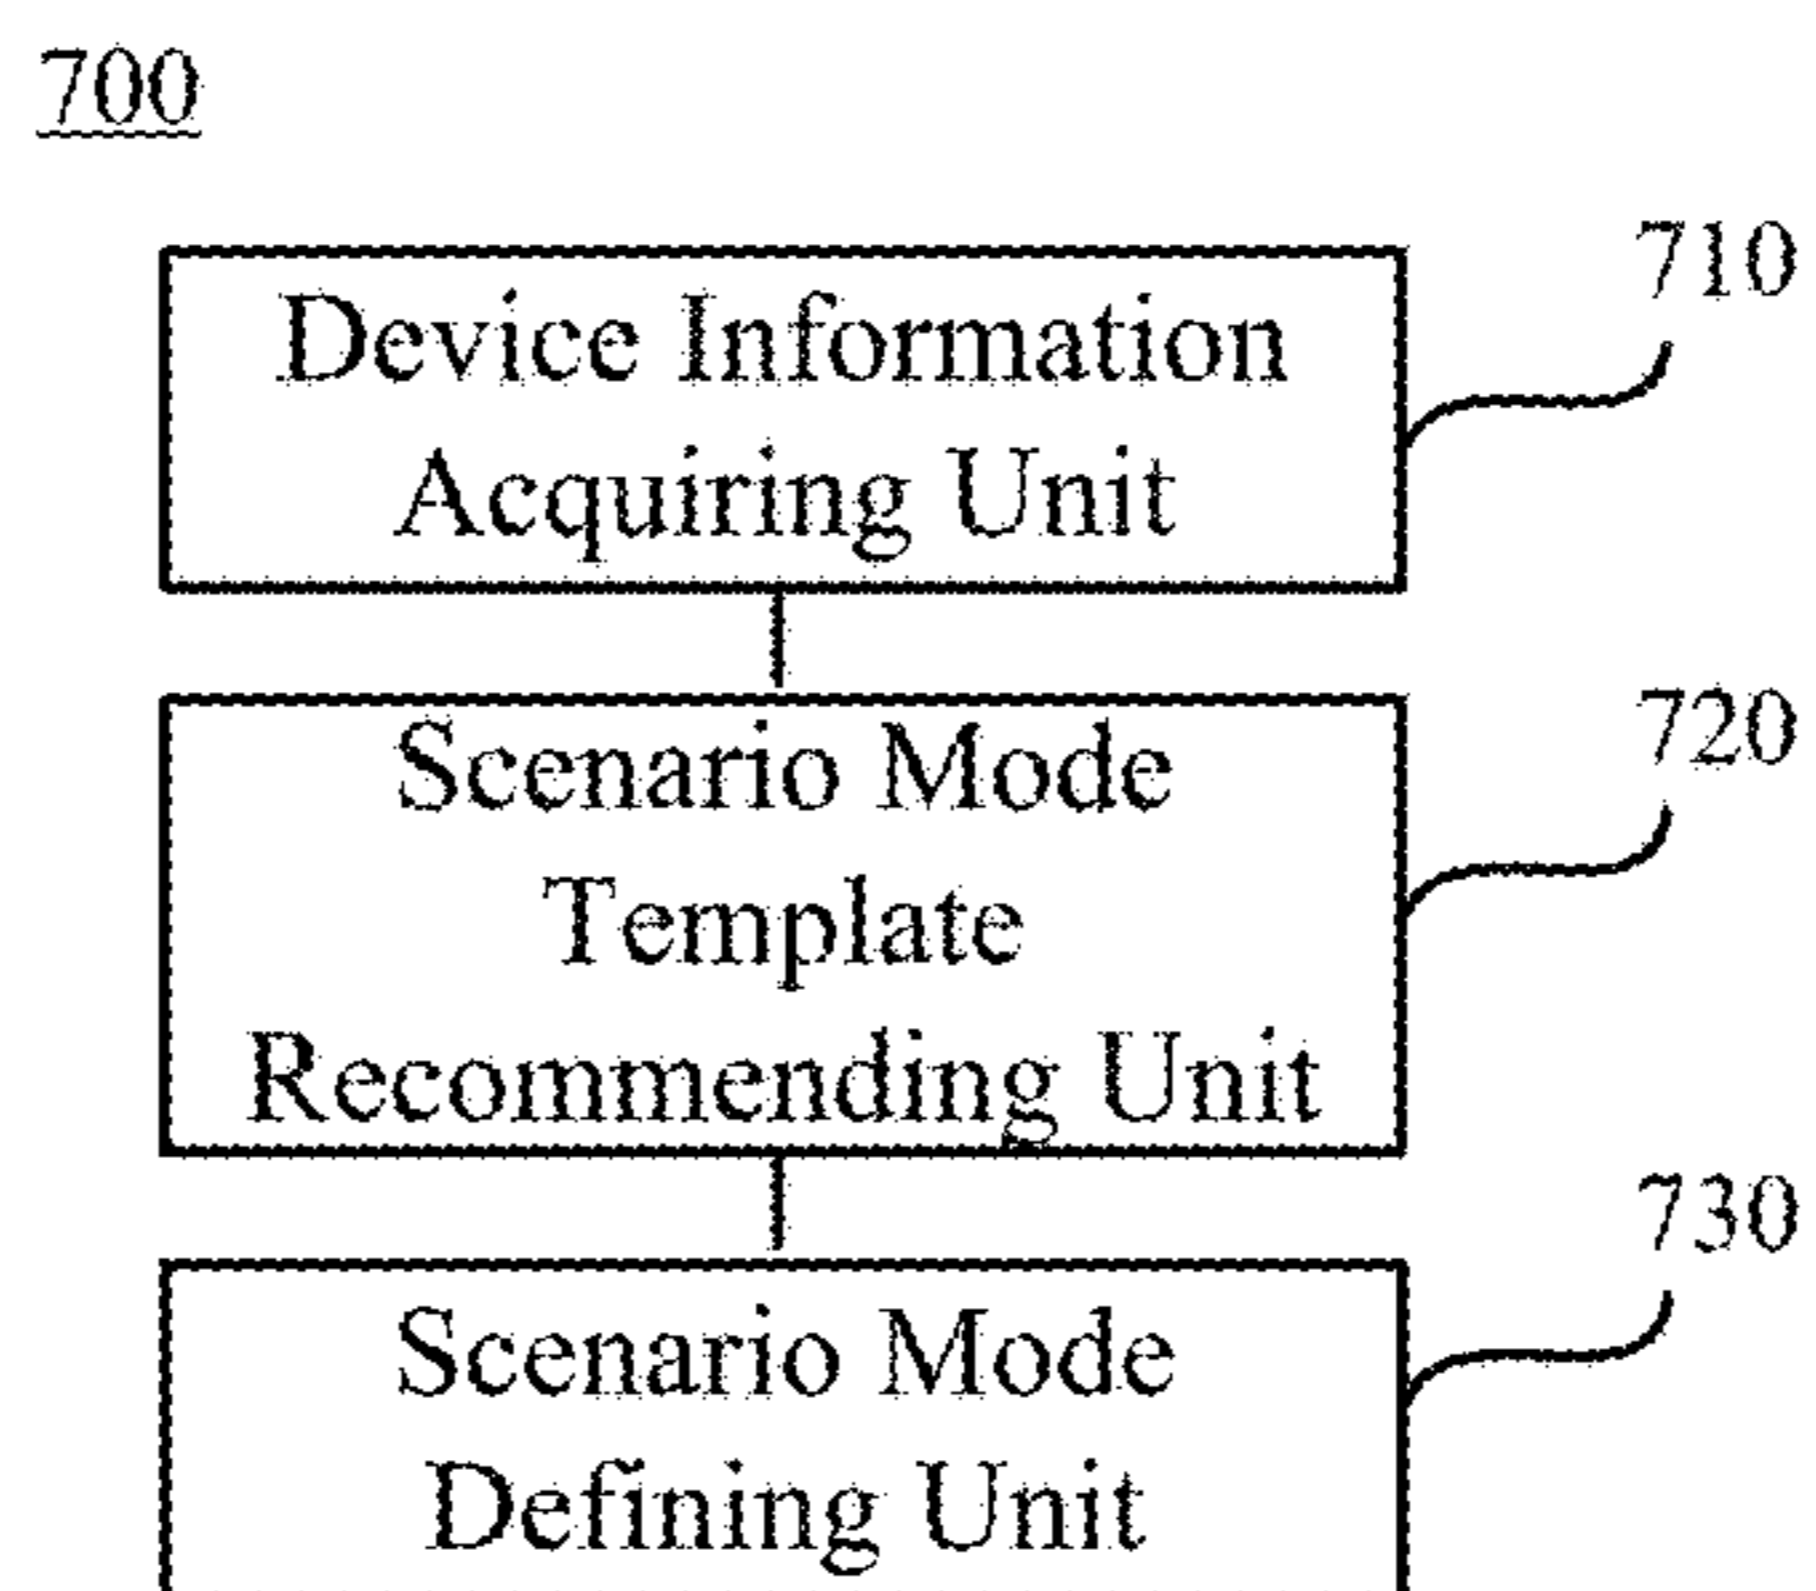 700
710
Device Information
Acquiring Unit
720
Scenario Mode
Template
Recommending Unit
730
Scenario Mode
Defining Unit